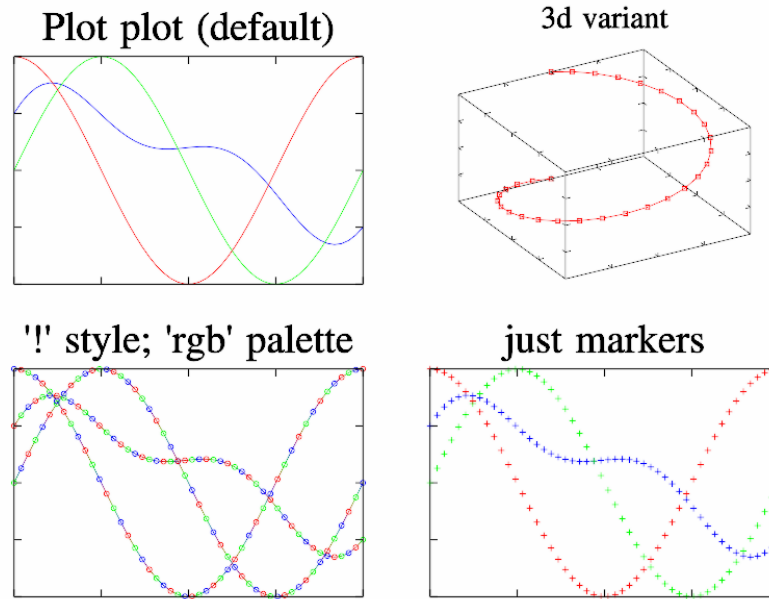 Plot plot (default)
3d variant
'!' style; 'rgb' palette
just markers